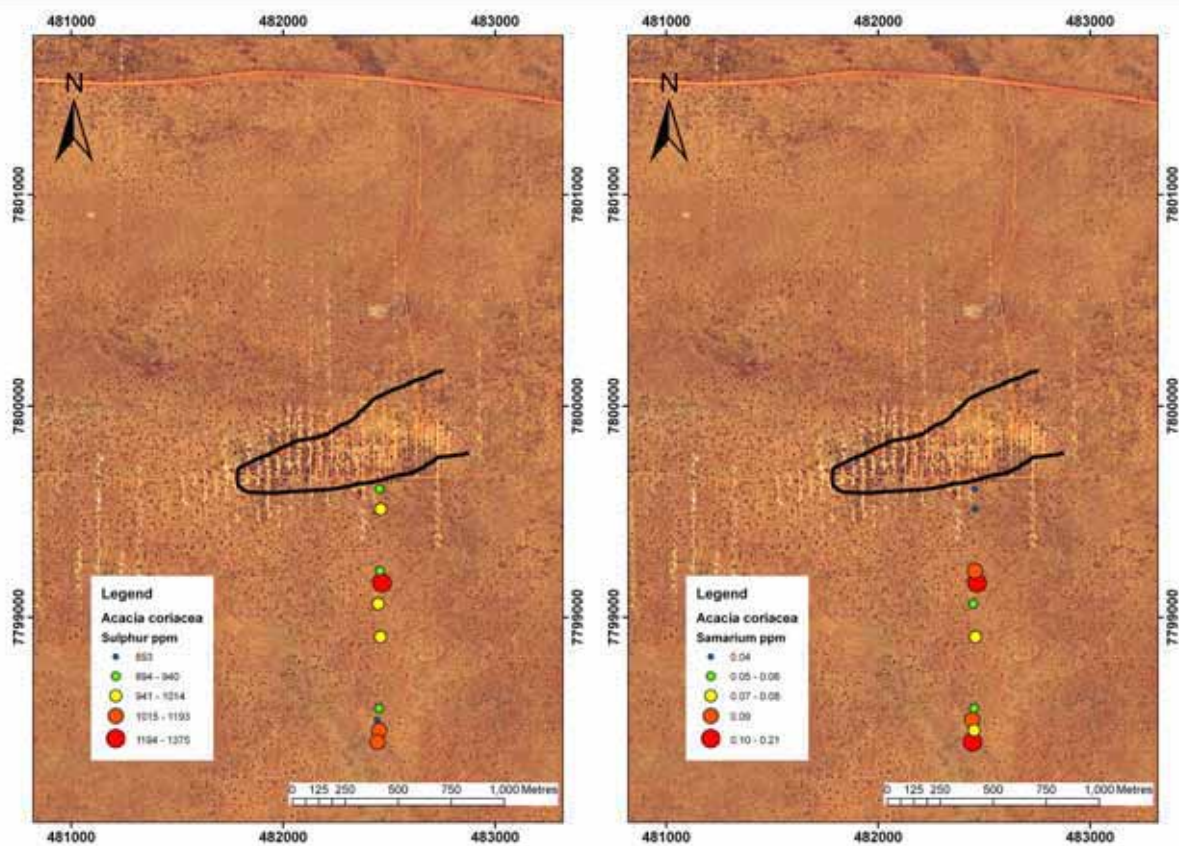 481000 482000 483000
N
7801000 7801000
7800000 7800000
7799000
Legend
Acacia coriacea
Sulphur ppm
853
894 - 940
941 - 1014
1015 - 1193
1194 - 1375
0 125 250 500 750 1,000 Metres
481000 482000 483000
481000 482000 483000
N
7801000 7801000
7800000 7800000
7799000 7799000
Legend
Acacia coriacea
Samarium ppm
0.04
0.05 - 0.06
0.07 - 0.08
0.09
0.10 - 0.21
0 125 250 500 750 1,000 Metres
481000 482000 483000